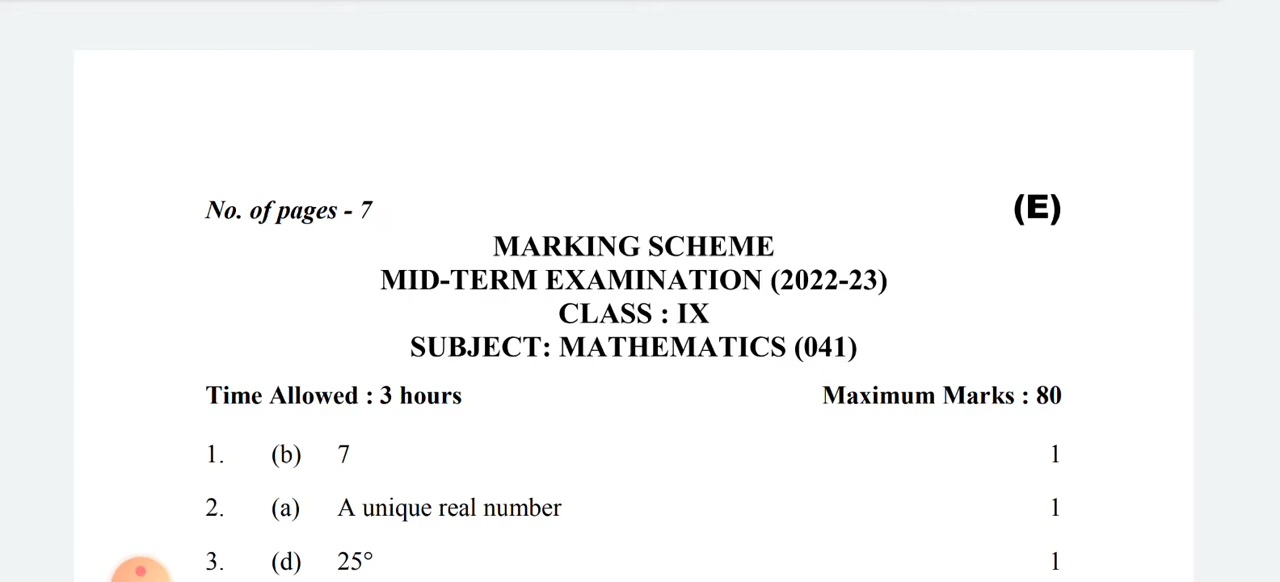 No. of pages - 7 (E)
MARKING SCHEME
MID-TERM EXAMINATION (2022-23)
CLASS : IX
SUBJECT: MATHEMATICS (041)
Time Allowed : 3 hours Maximum Marks : 80
1. (b) 7 1
2. (a) A unique real number 1
3. (d) 25° 1